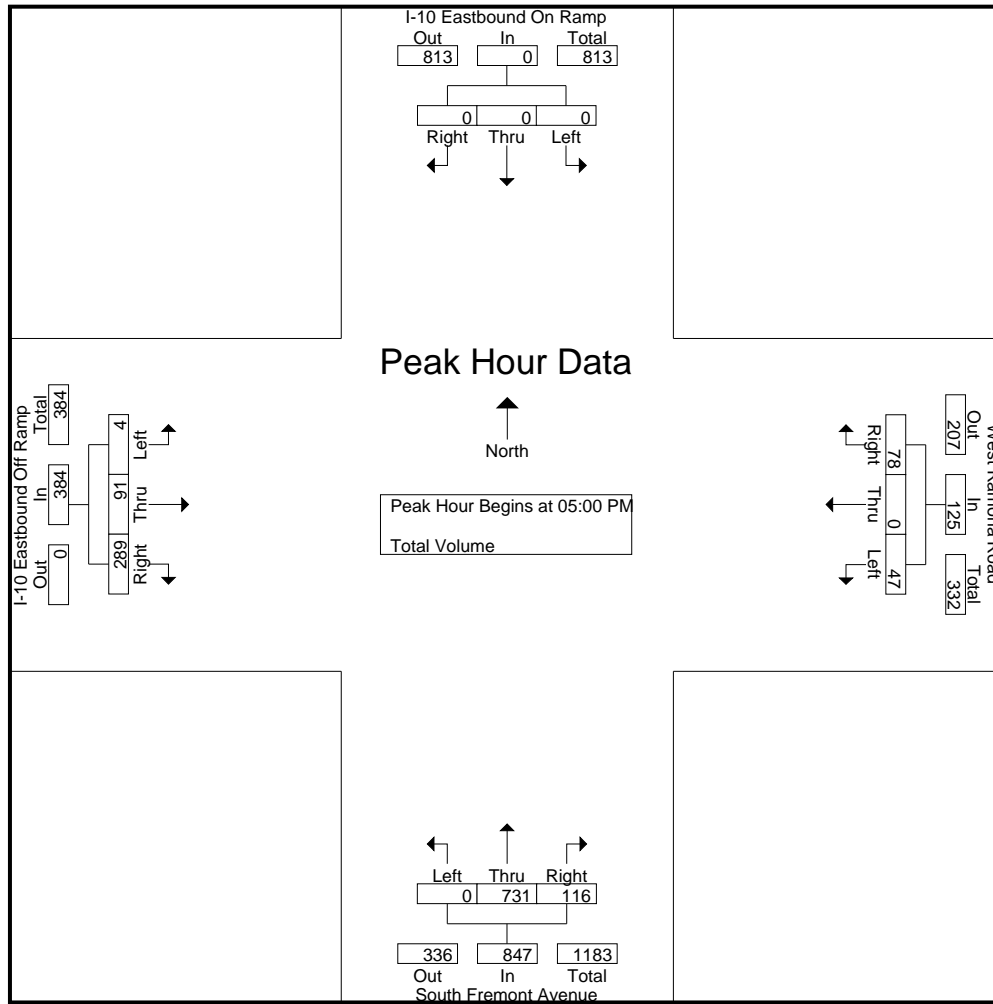 I-10 Eastbound On Ramp
Out In Total
813 0 813
0 0 0
Right Thru Left
Peak Hour Data
North
Peak Hour Begins at 05:00 PM
Total Volume
I-10 Eastbound Off Ramp
Out In Total
0 384 384
289 91 4
Right Thru Left
West Ramona Road
Out In Total
207 125 332
78 0 47
Right Thru Left
Left Thru Right
0 731 116
336 847 1183
Out In Total
South Fremont Avenue